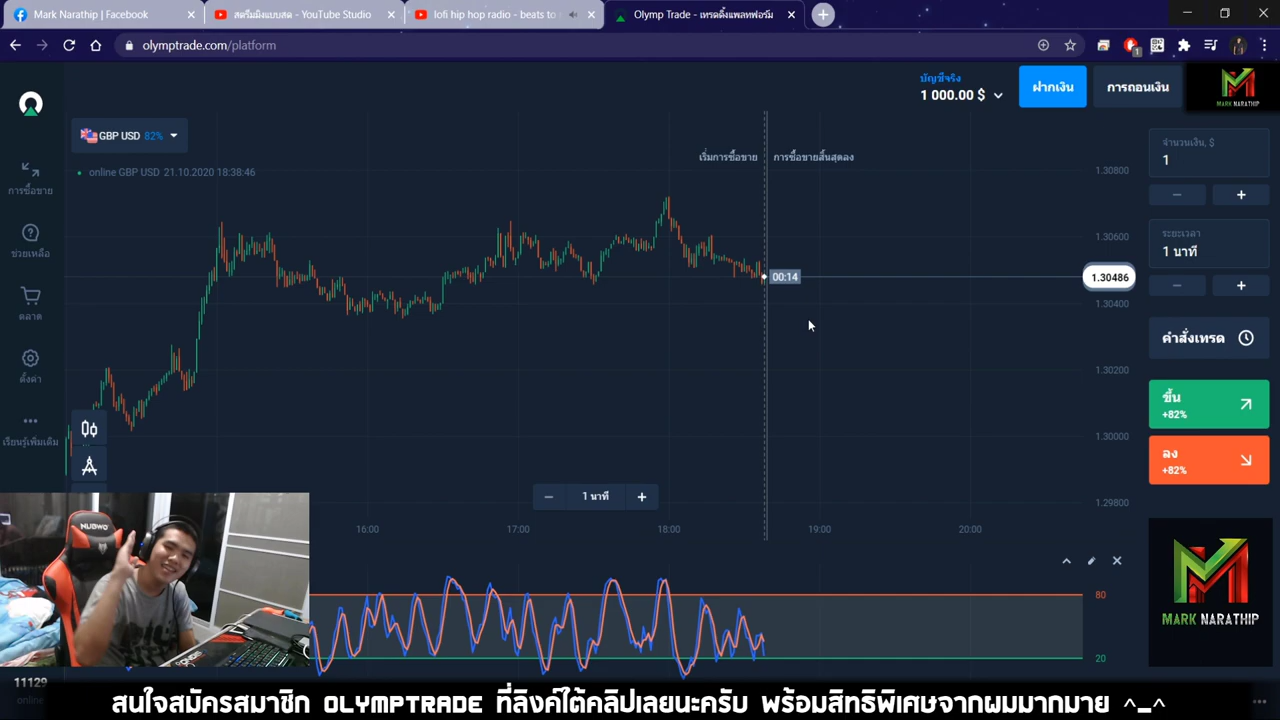 Mark Narathip | Facebook
สตรีมมิงแบบสด - YouTube Studio
lofi hip hop radio - beats to
Olymp Trade - เทรดดิ้งแพลทฟอร์ม
olymptrade.com/platform
1
บัญชีจริง
1 000.00 $
ฝากเงิน
การถอนเงิน
MARK NARATHIP
GBP USD 82%
online GBP USD 21.10.2020 18:38:46
เริ่มการซื้อขาย
การซื้อขายสิ้นสุดลง
การซื้อขาย
ช่วยเหลือ
ตลาด
ตั้งค่า
เรียนรู้เพิ่มเติม
1.30800
1.30600
00:14
1.30486
1.30400
1.30200
1.30000
1.29800
จำนวนเงิน, $
1
ระยะเวลา
1 นาที
คำสั่งเทรด
ขึ้น
+82%
ลง
+82%
1 นาที
16:00
17:00
18:00
19:00
20:00
80
20
NUBWO
MARK NARATHIP
11129
online
สนใจสมัครสมาชิก OLYMPTRADE ที่ลิงค์ใต้คลิปเลยนะครับ พร้อมสิทธิพิเศษจากผมมากมาย ^_^